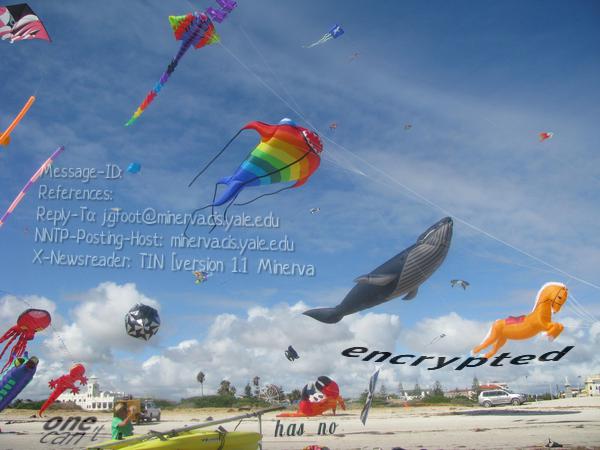 Message-ID:
References:
Reply-To: jgfoot@minerva.cis.yale.edu
NNTP-Posting-Host: minerva.cis.yale.edu
X-Newsreader: TIN [version 1.1 Minerva
encrypted
one
can't
has no